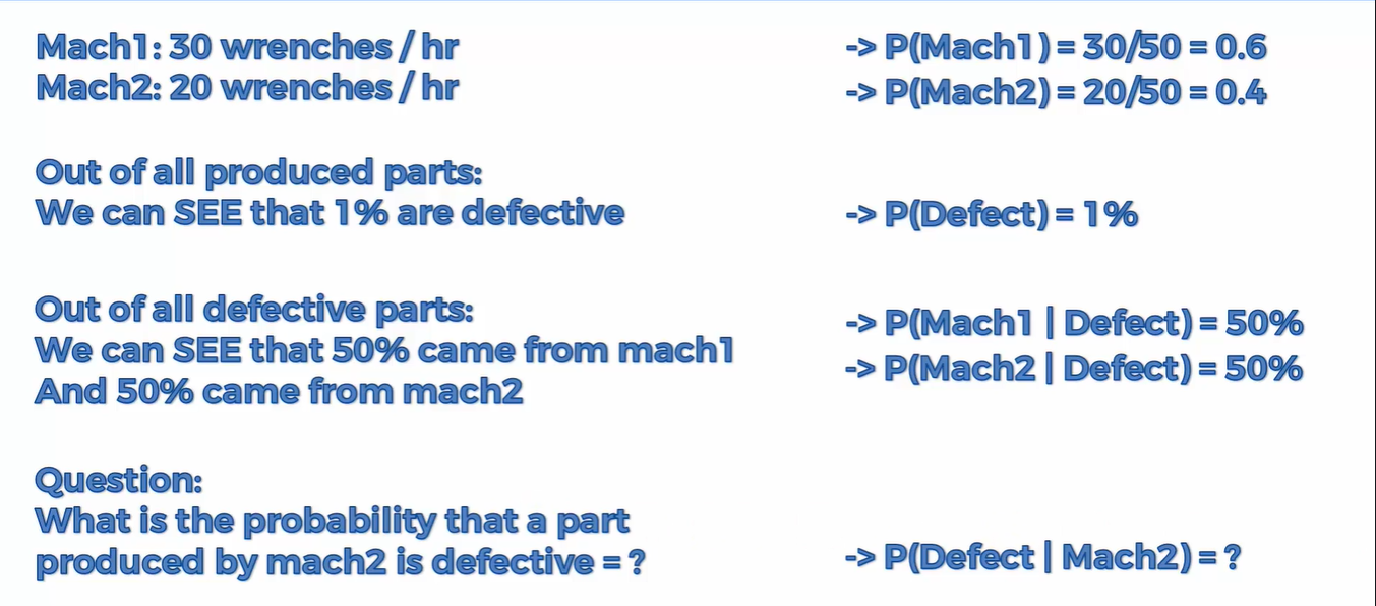 Mach1: 30 wrenches / hr
-> P(Mach1) = 30/50 = 0.6
Mach2: 20 wrenches / hr
-> P(Mach2) = 20/50 = 0.4
Out of all produced parts:
We can SEE that 1% are defective
-> P(Defect) = 1%
Out of all defective parts:
We can SEE that 50% came from mach1
And 50% came from mach2
-> P(Mach1 | Defect) = 50%
-> P(Mach2 | Defect) = 50%
Question:
What is the probability that a part
produced by mach2 is defective = ?
-> P(Defect | Mach2) = ?